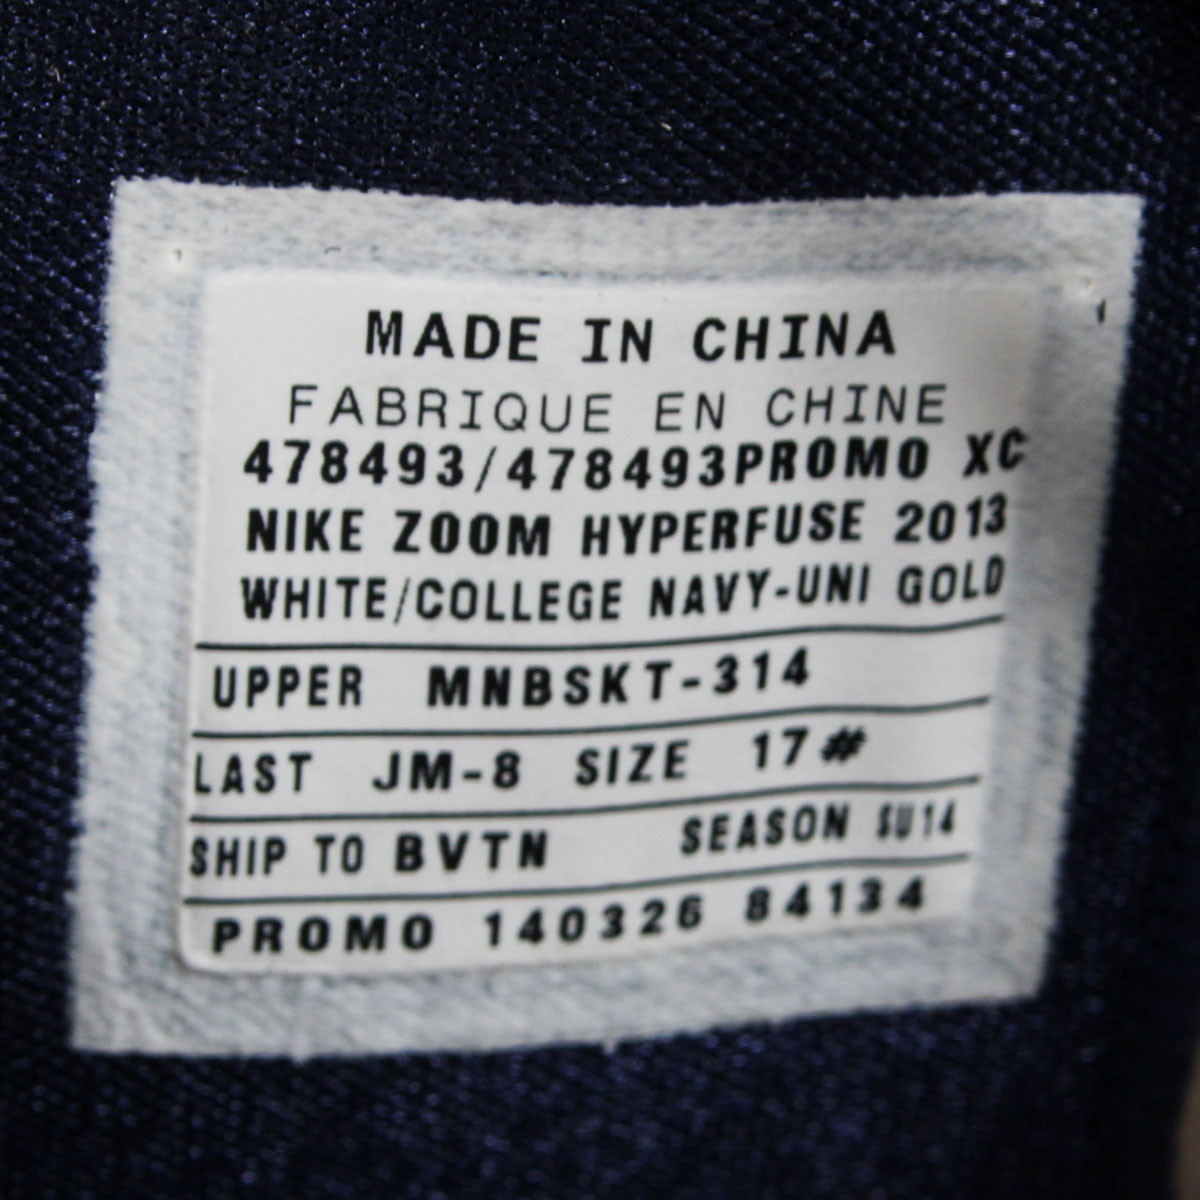 MADE IN CHINA
FABRIQUE EN CHINE
478493/478493PROMO XC
NIKE ZOOM HYPERFUSE 2013
WHITE/COLLEGE NAVY-UNI GOLD
UPPER MNBSKT-314
LAST JM-8 SIZE 17#
SHIP TO BVTN SEASON SU14
PROMO 140326 84134